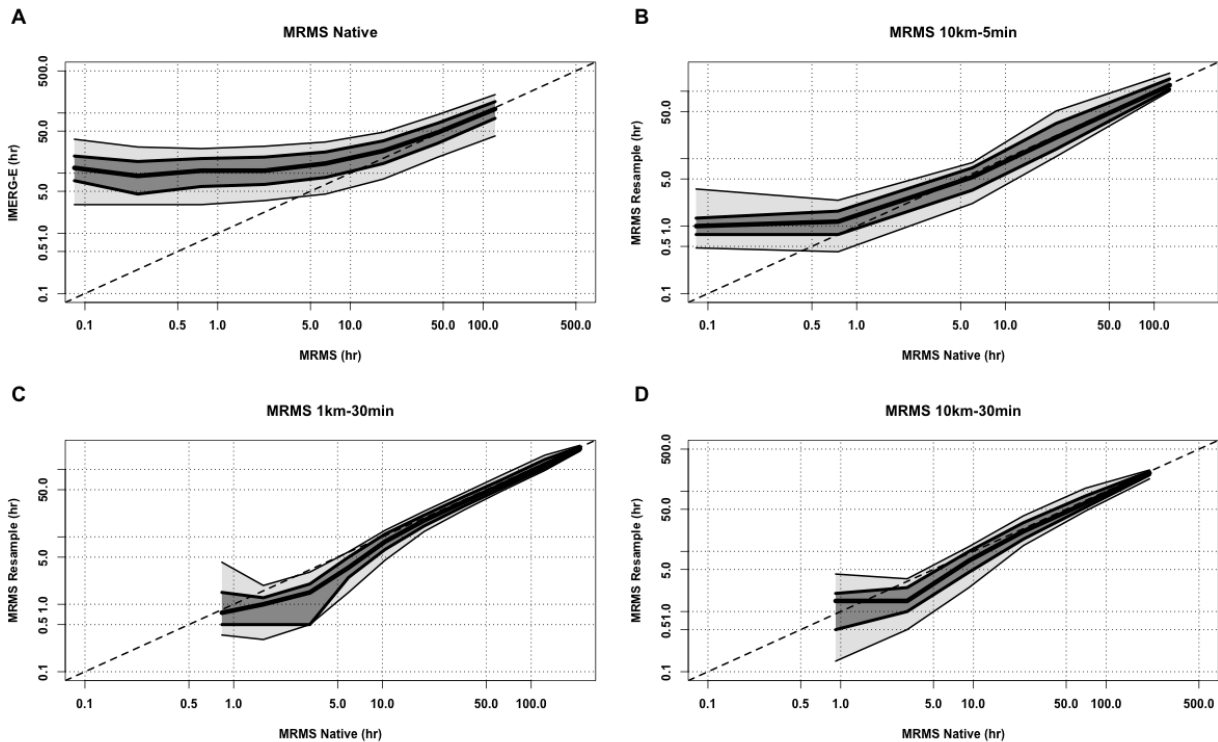 A
MRMS Native
IMERG-E (hr)
500.0
50.0
5.0
0.51.0
0.1
0.1 0.5 1.0 5.0 10.0 50.0 100.0 500.0
MRMS (hr)
B
MRMS 10km-5min
MRMS Resample (hr)
50.0
5.0
0.5 1.0
0.1
0.1 0.5 1.0 5.0 10.0 50.0 100.0
MRMS Native (hr)
C
MRMS 1km-30min
MRMS Resample (hr)
50.0
5.0
0.5 1.0
0.1
0.1 0.5 1.0 5.0 10.0 50.0 100.0
MRMS Native (hr)
D
MRMS 10km-30min
MRMS Resample (hr)
500.0
50.0
5.0
0.51.0
0.1
0.1 0.5 1.0 5.0 10.0 50.0 100.0 500.0
MRMS Native (hr)